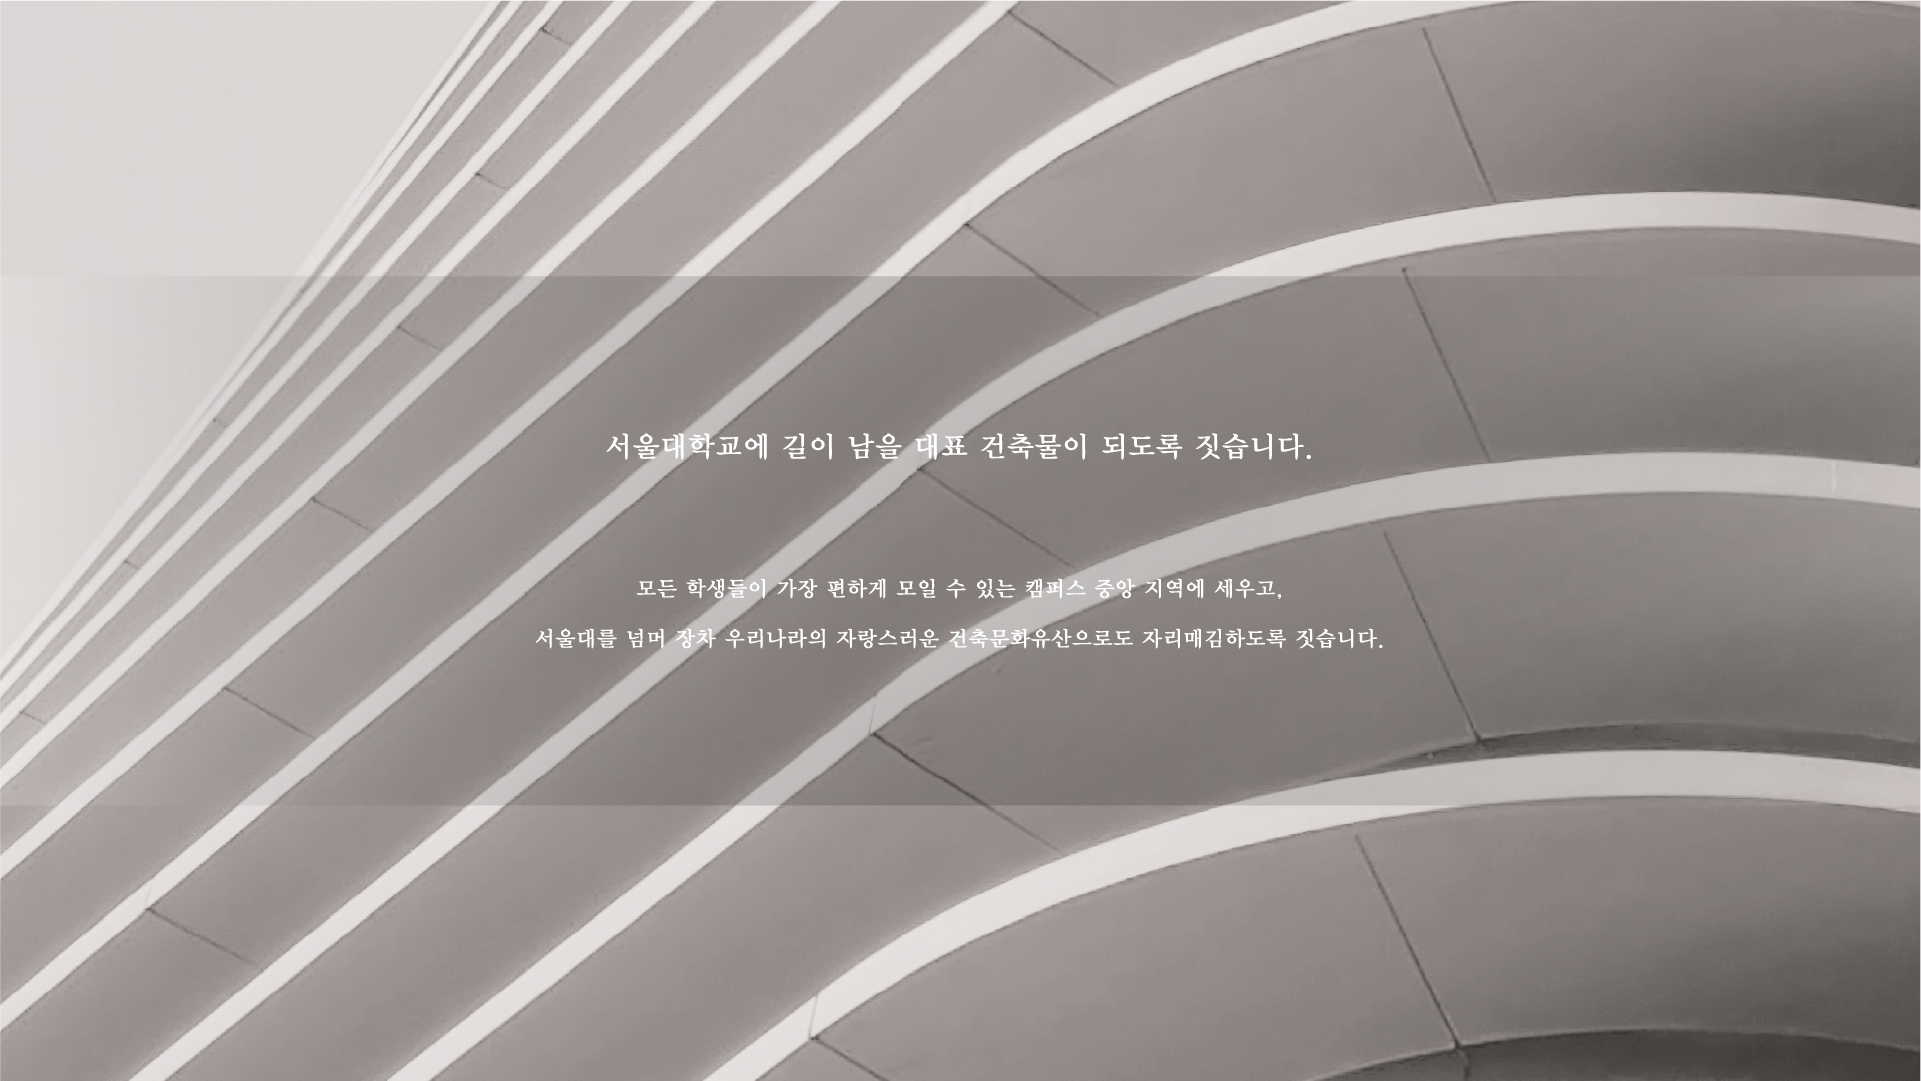 서울대학교에 길이 남을 대표 건축물이 되도록 짓습니다.
모든 학생들이 가장 편하게 모일 수 있는 캠퍼스 중앙 지역에 세우고,
서울대를 넘머 장차 우리나라의 자랑스러운 건축문화유산으로도 자리매김하도록 짓습니다.